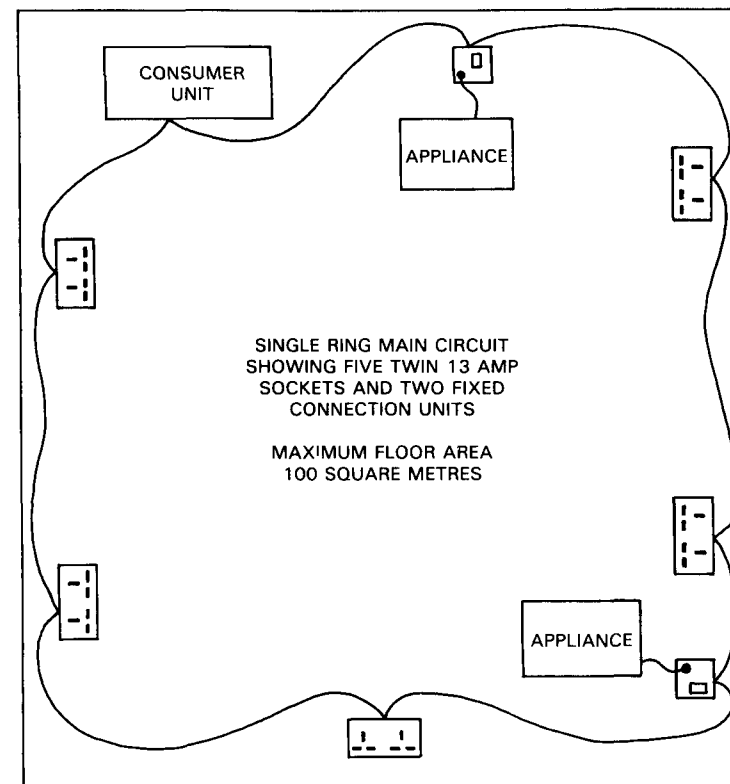 CONSUMER
UNIT
APPLIANCE
SINGLE RING MAIN CIRCUIT
SHOWING FIVE TWIN 13 AMP
SOCKETS AND TWO FIXED
CONNECTION UNITS
MAXIMUM FLOOR AREA
100 SQUARE METRES
APPLIANCE